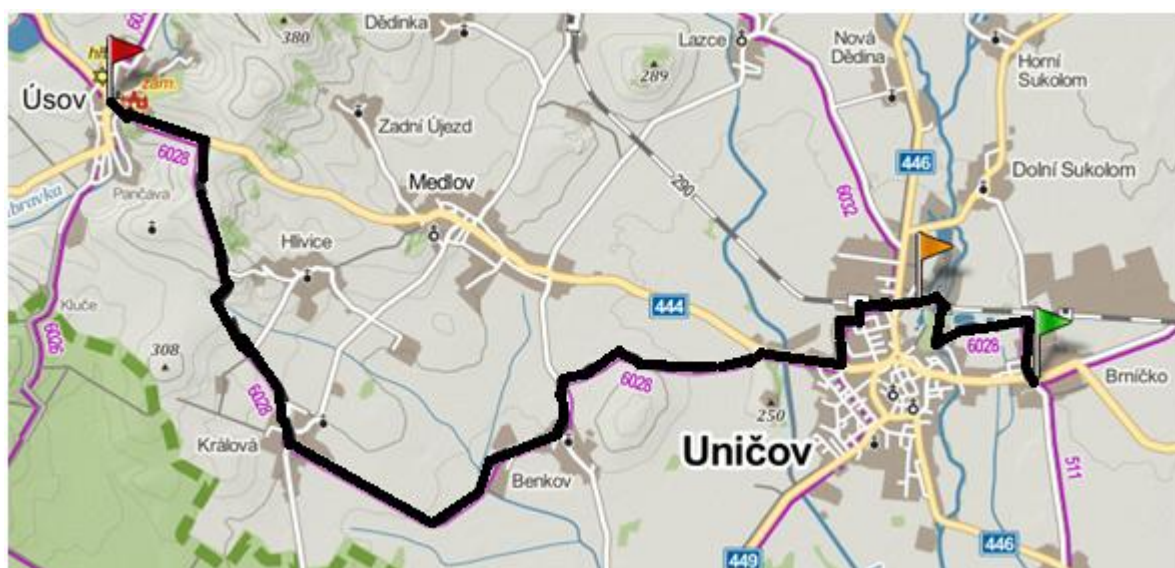 Dědinka
380
Lazce
Nová
Dědina
Horní
Sukolom
289
zám.
Úsov
Zadní Újezd
6028
446
Dolní Sukolom
Pančava
Medlov
290
6032
Hlivice
Kluče
444
6026
308
6028
6028
6028
Brníčko
250
Králová
Uničov
Benkov
511
446
449